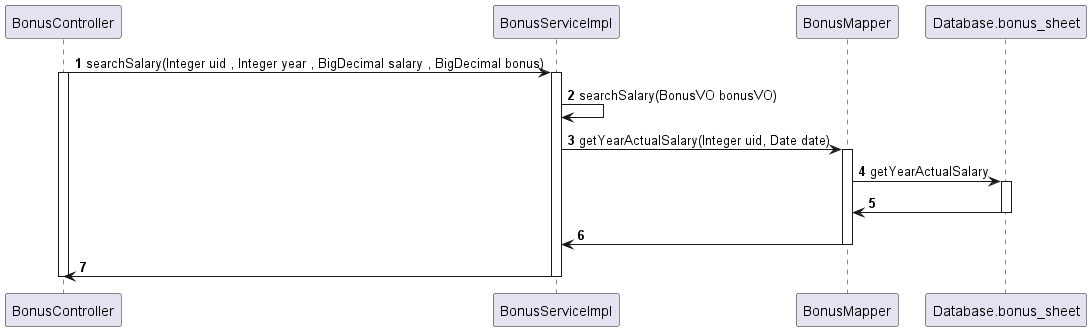 BonusController BonusServiceImpl BonusMapper Database.bonus_sheet
1 searchSalary(Integer uid , Integer year , BigDecimal salary , BigDecimal bonus)
2 searchSalary(BonusVO bonusVO)
3 getYearActualSalary(Integer uid, Date date)
4 getYearActualSalary
5
6
7
BonusController BonusServiceImpl BonusMapper Database.bonus_sheet